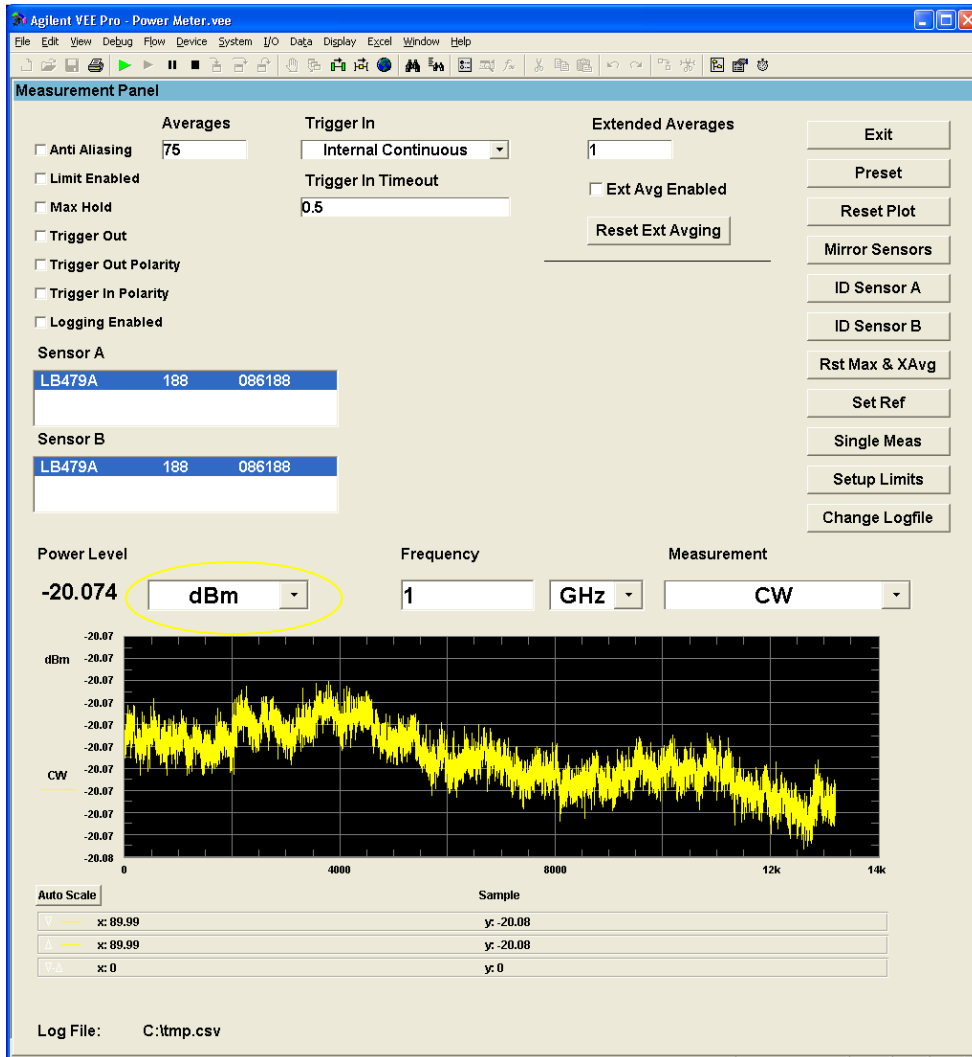 Agilent VEE Pro - Power Meter.vee
File Edit View Debug Flow Device System I/O Data Display Excel Window Help
Measurement Panel
Averages
Trigger In
Extended Averages
Exit
Anti Aliasing
75
Internal Continuous
1
Limit Enabled
Trigger In Timeout
Preset
Ext Avg Enabled
Max Hold
0.5
Reset Plot
Trigger Out
Reset Ext Avging
Mirror Sensors
Trigger Out Polarity
Trigger In Polarity
ID Sensor A
Logging Enabled
ID Sensor B
Sensor A
Rst Max & XAvg
LB479A 188 086188
Set Ref
Sensor B
Single Meas
LB479A 188 086188
Setup Limits
Change Logfile
Power Level
Frequency
Measurement
-20.074
dBm
1
GHz
CW
-20.07
dBm
-20.07
-20.07
-20.07
-20.07
-20.07
-20.07
CW
-20.07
-20.07
-20.07
-20.08
0
4000
8000
12k
14k
Auto Scale
Sample
x: 89.99
y: -20.08
x: 89.99
y: -20.08
x: 0
y: 0
Log File: C:\tmp.csv